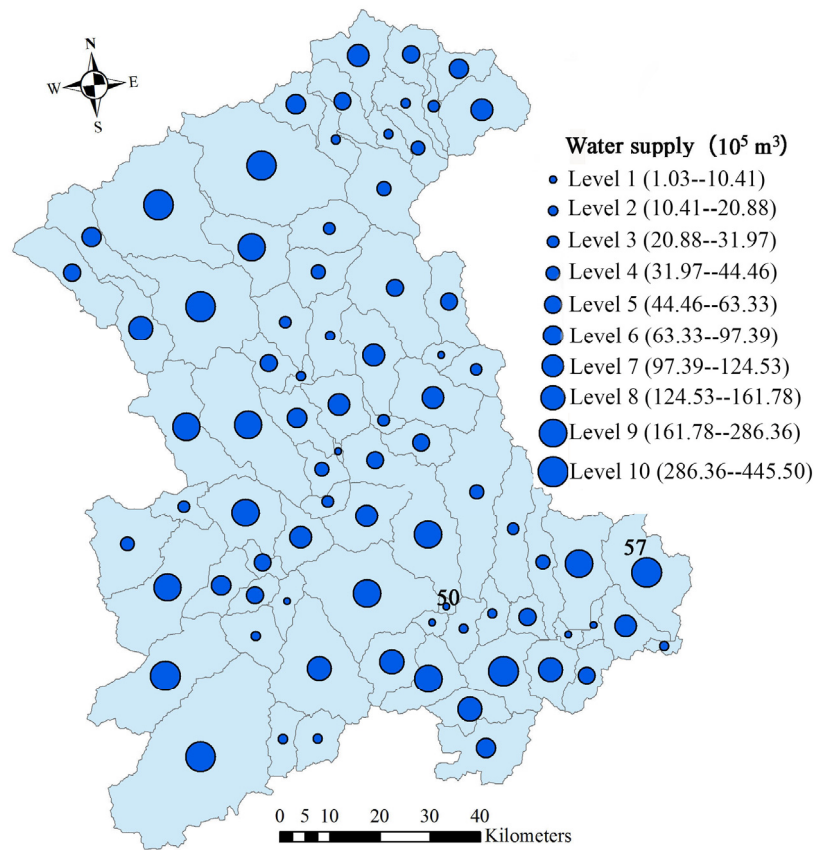 N
W E
S
Water supply (10⁵ m³)
Level 1 (1.03--10.41)
Level 2 (10.41--20.88)
Level 3 (20.88--31.97)
Level 4 (31.97--44.46)
Level 5 (44.46--63.33)
Level 6 (63.33--97.39)
Level 7 (97.39--124.53)
Level 8 (124.53--161.78)
Level 9 (161.78--286.36)
Level 10 (286.36--445.50)
57
50
0 5 10 20 30 40
Kilometers